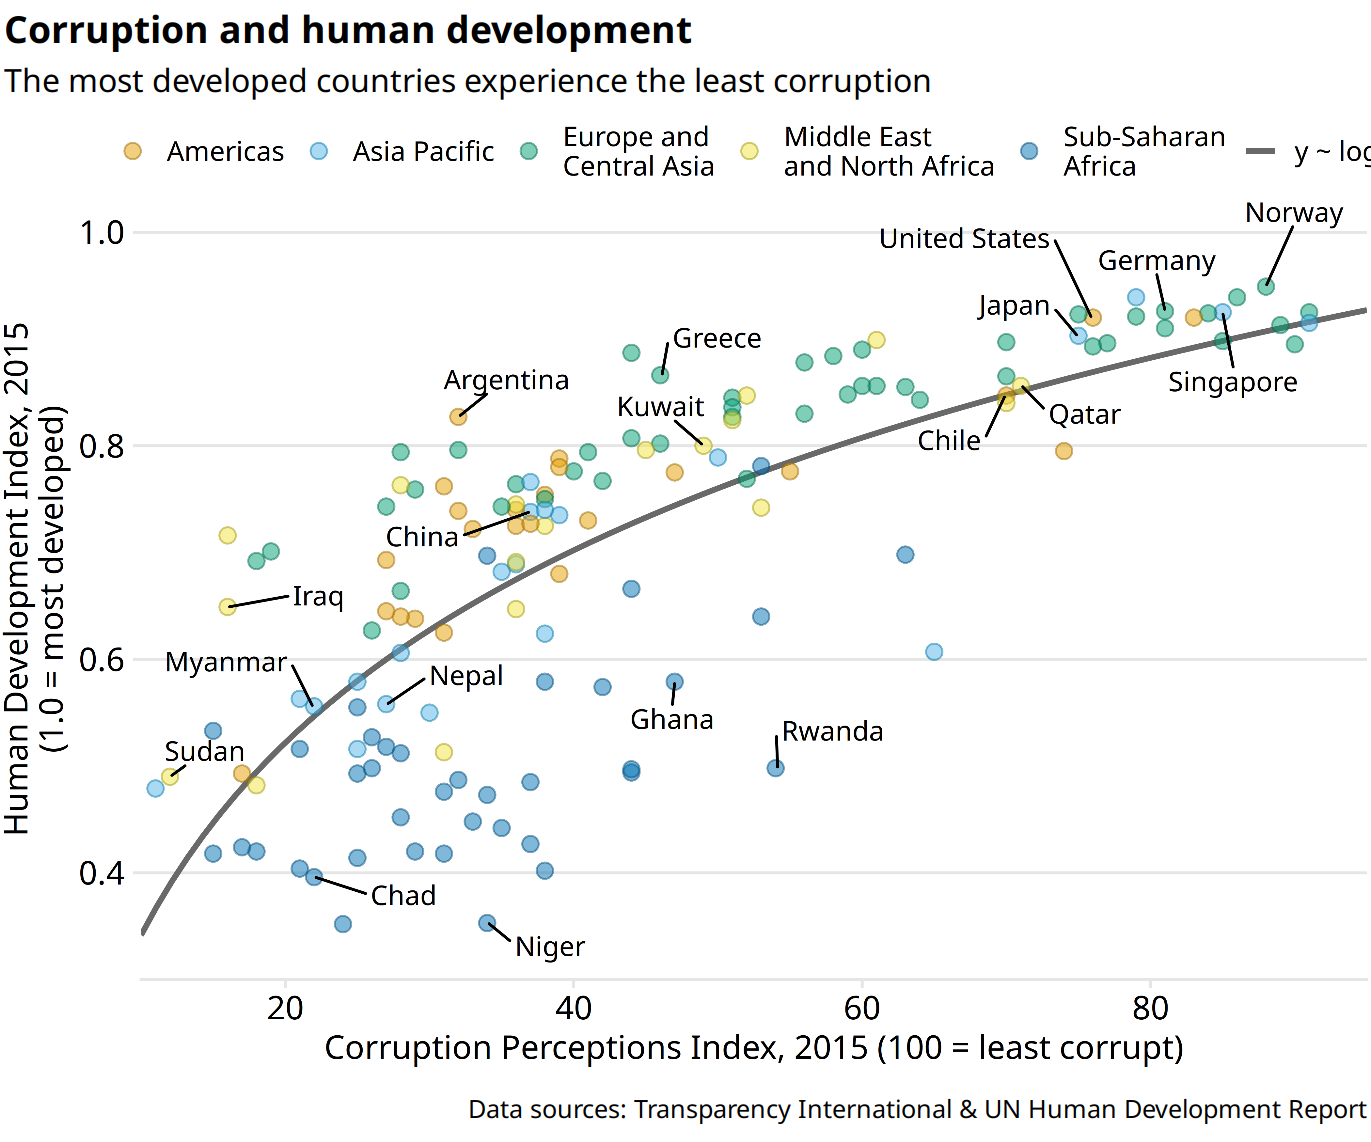 Corruption and human development
The most developed countries experience the least corruption
Americas
Asia Pacific
Europe and
Central Asia
Middle East
and North Africa
Sub-Saharan
Africa
y ~ log
Human Development Index, 2015
(1.0 = most developed)
1.0
0.8
0.6
0.4
Norway
United States
Germany
Japan
Greece
Argentina
Singapore
Kuwait
Qatar
Chile
China
Iraq
Myanmar
Nepal
Ghana
Rwanda
Sudan
Chad
Niger
20
40
60
80
Corruption Perceptions Index, 2015 (100 = least corrupt)
Data sources: Transparency International & UN Human Development Report